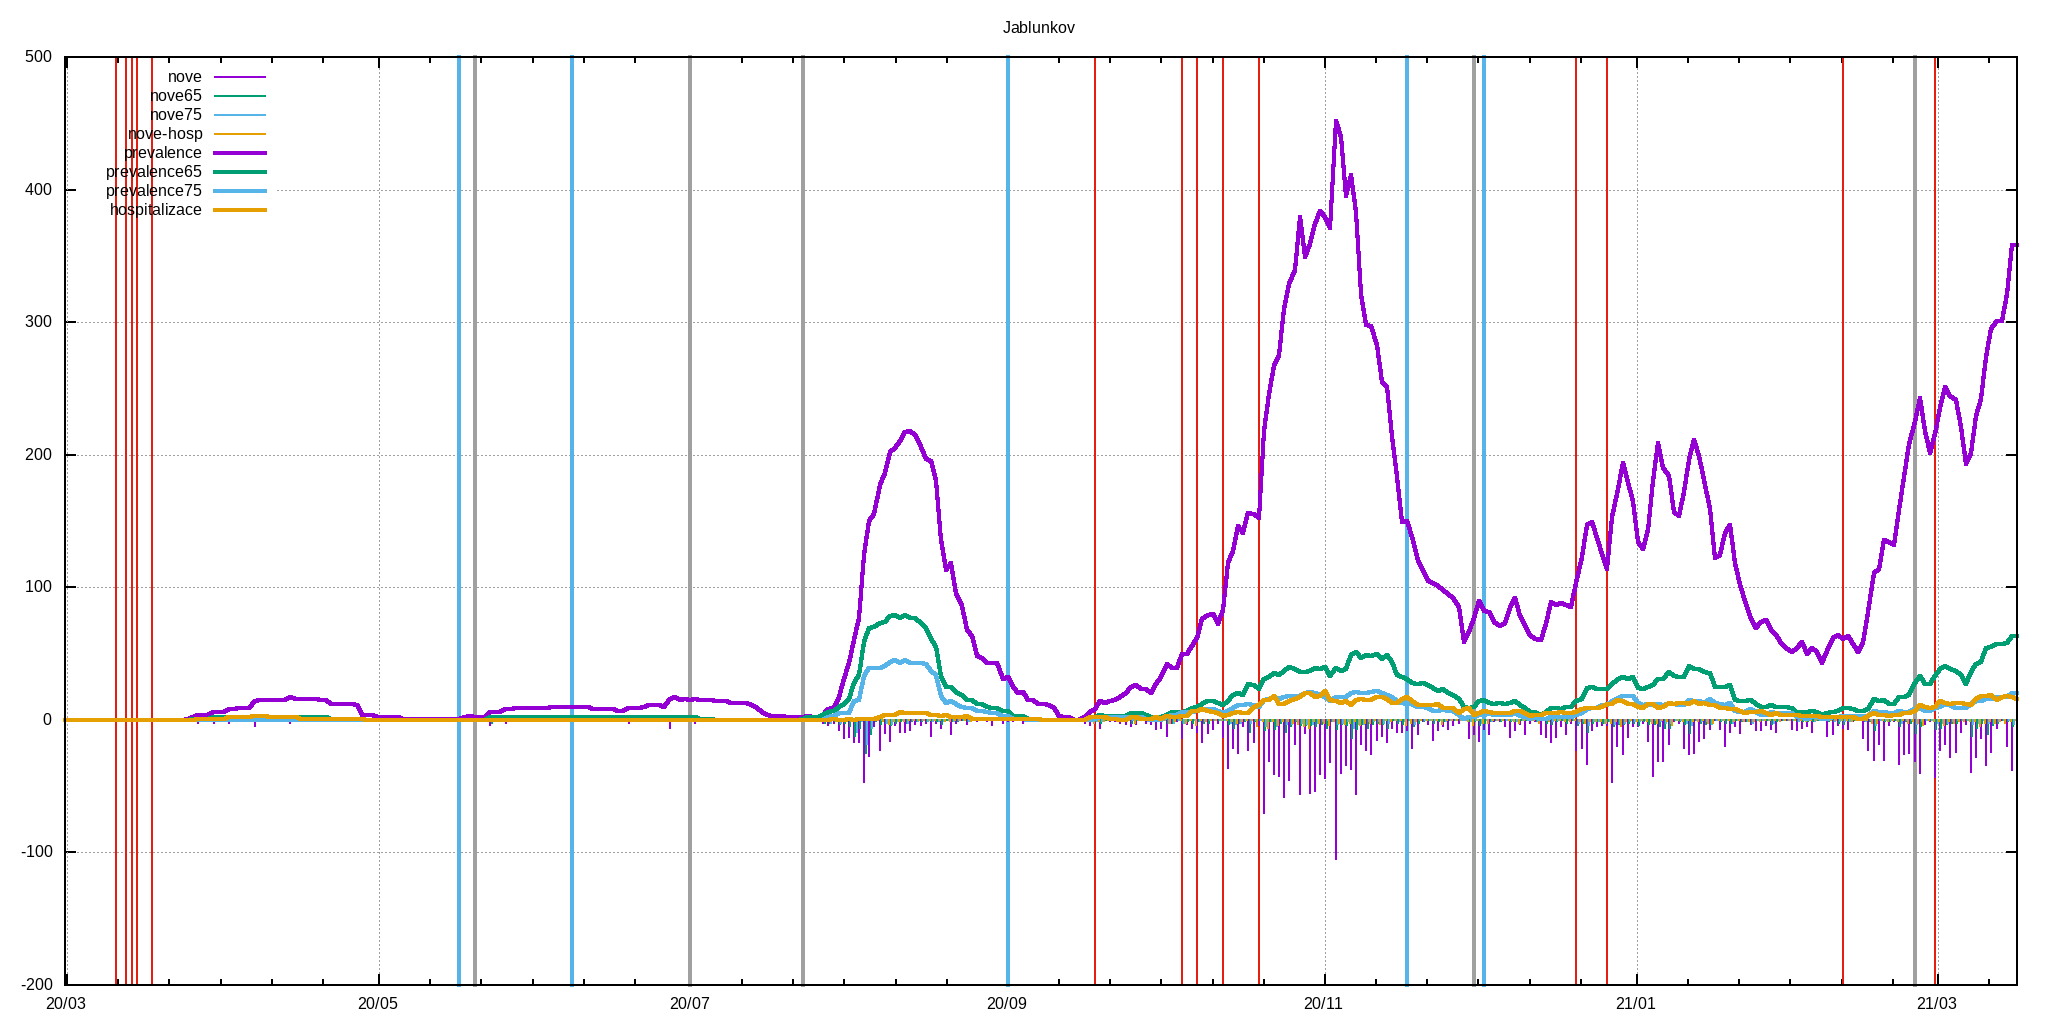 Jablunkov
500
400
300
200
100
0
-100
-200
nove
nove65
nove75
nove-hosp
prevalence
prevalence65
prevalence75
hospitalizace
20/03
20/05
20/07
20/09
20/11
21/01
21/03